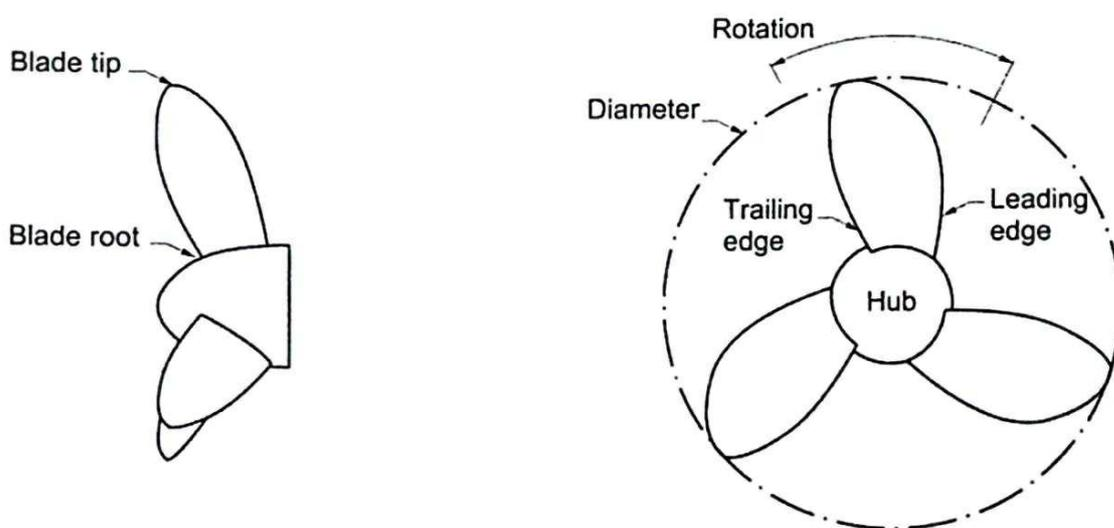 Blade tip
Blade root
Rotation
Diameter
Trailing
edge
Leading
edge
Hub